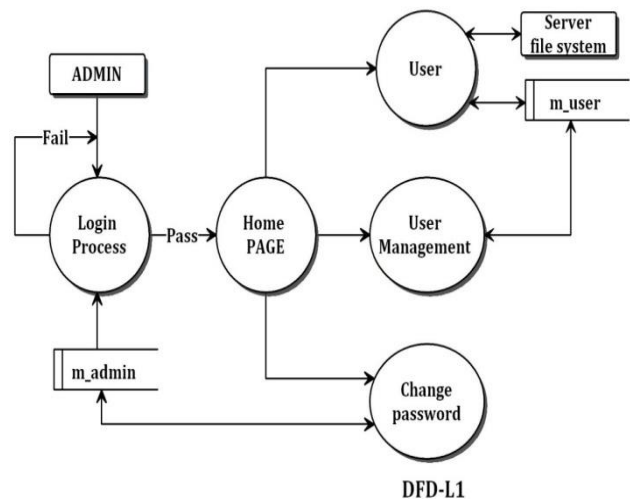 ADMIN
Fail
Login
Process
Pass
Home
PAGE
User
Server
file system
m_user
User
Management
m_admin
Change
password
DFD-L1